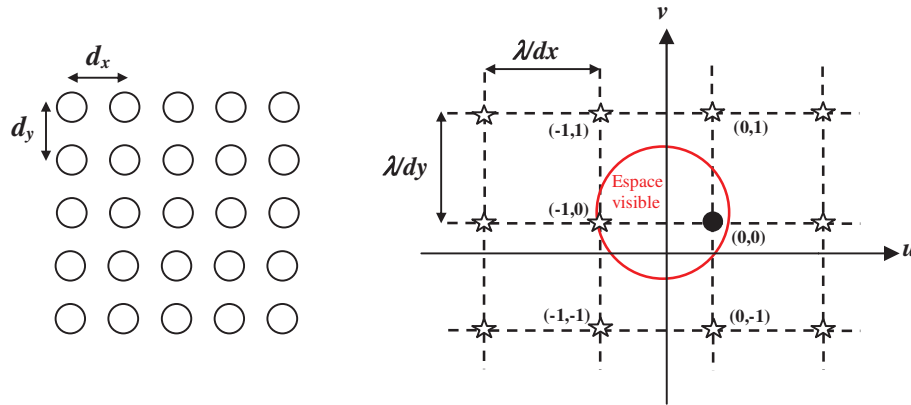 dx
dy
v
λ/dx
(-1,1)
(0,1)
λ/dy
Espace
visible
(-1,0)
(0,0)
u
(-1,-1)
(0,-1)